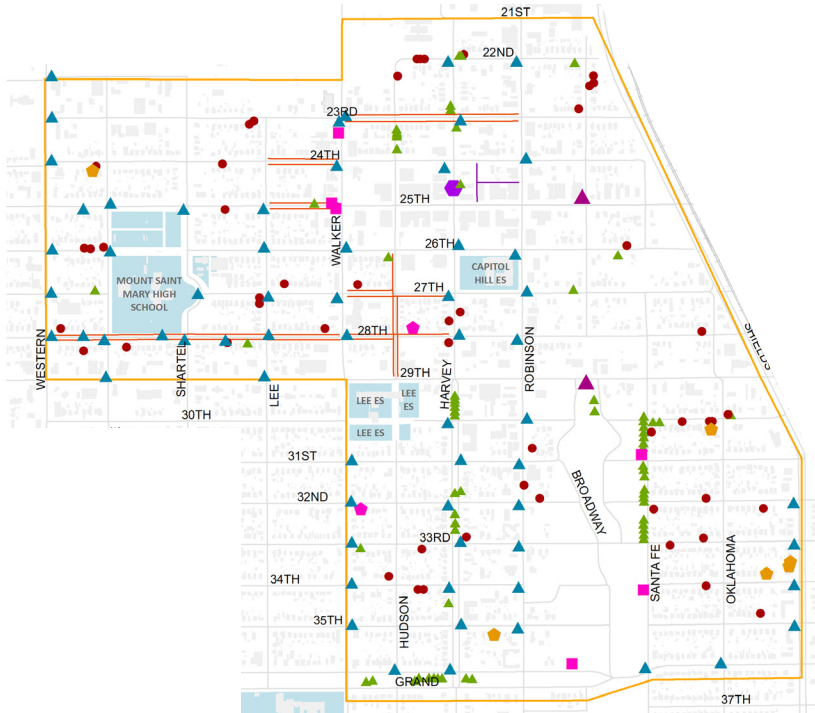 21ST
22ND
23RD
24TH
25TH
WALKER
26TH
CAPITOL
HILL ES
MOUNT SAINT
MARY HIGH
SCHOOL
27TH
28TH
WESTERN
SHARTEL
LEE
29TH
HARVEY
ROBINSON
SHIELDS
LEE ES
LEE
ES
LEE ES
30TH
31ST
32ND
BROADWAY
33RD
SANTA FE
OKLAHOMA
34TH
35TH
HUDSON
GRAND
37TH